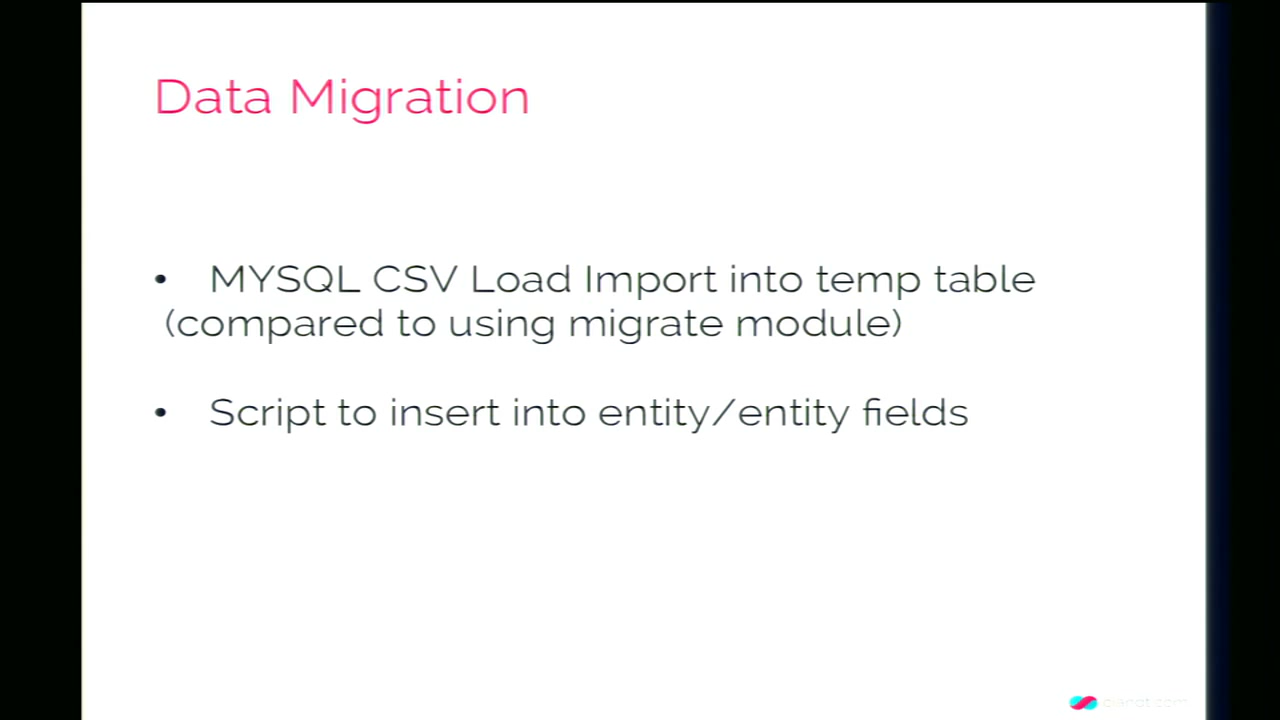 Data Migration
• MYSQL CSV Load Import into temp table
(compared to using migrate module)
• Script to insert into entity/entity fields